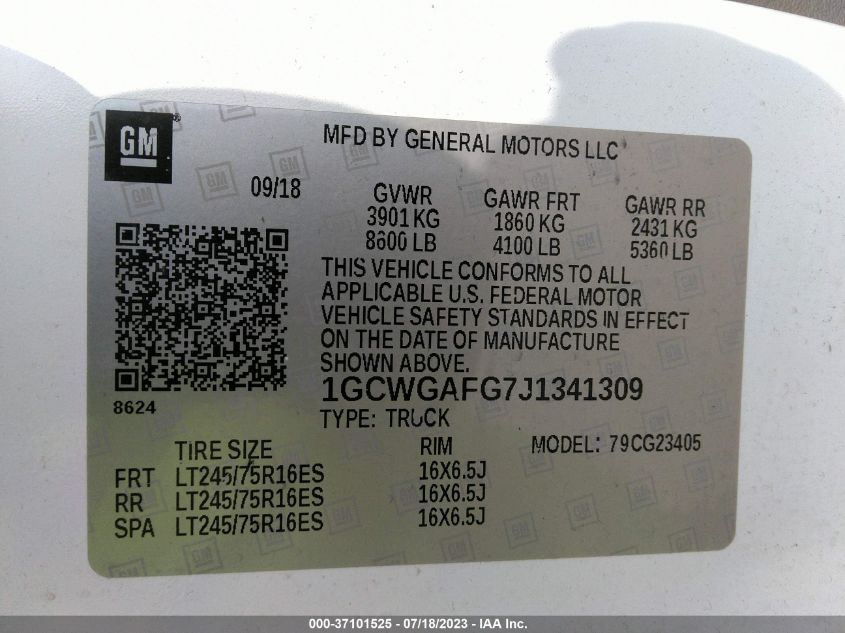 GM
MFD BY GENERAL MOTORS LLC
09/18
GVWR
3901 KG
8600 LB
GAWR FRT
1860 KG
4100 LB
GAWR RR
2431 KG
5360 LB
THIS VEHICLE CONFORMS TO ALL
APPLICABLE U.S. FEDERAL MOTOR
VEHICLE SAFETY STANDARDS IN EFFECT
ON THE DATE OF MANUFACTURE
SHOWN ABOVE.
8624
1GCWGAFG7J1341309
TYPE: TRUCK
MODEL: 79CG23405
TIRE SIZE RIM
FRT LT245/75R16ES 16X6.5J
RR LT245/75R16ES 16X6.5J
SPA LT245/75R16ES 16X6.5J
000-37101525 - 07/18/2023 - IAA Inc.